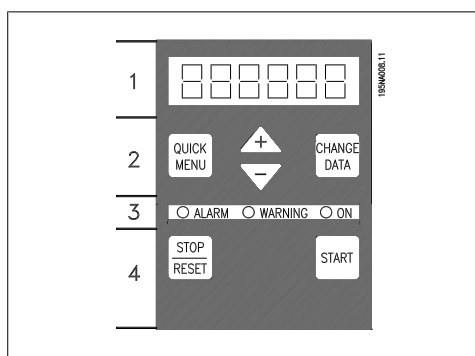 1
195NA008.11
2
QUICK
MENU
+
−
CHANGE
DATA
3
ALARM WARNING ON
4
STOP
RESET
START